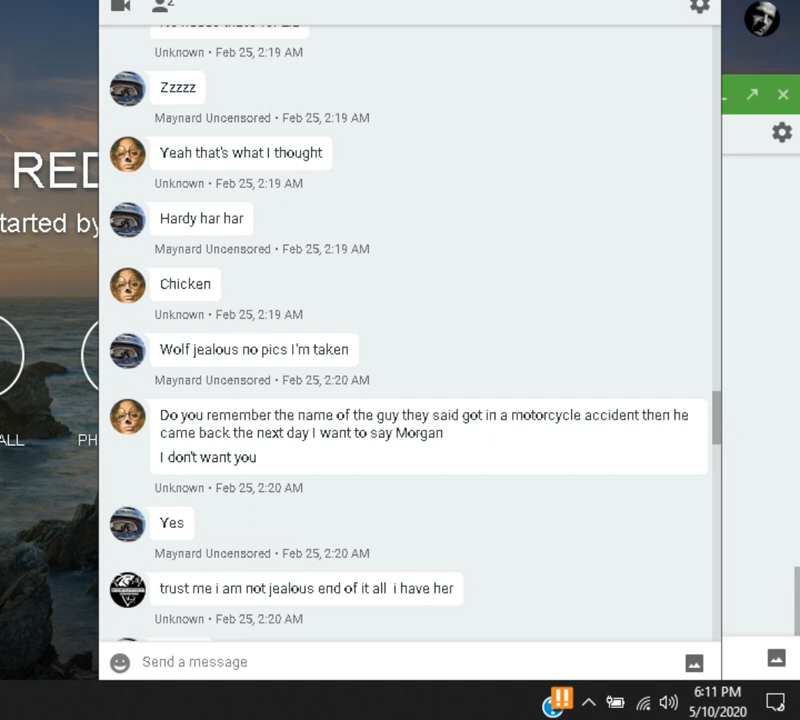 2
Unknown • Feb 25, 2:19 AM
Zzzzz
Maynard Uncensored • Feb 25, 2:19 AM
Yeah that's what I thought
RED
Unknown • Feb 25, 2:19 AM
tarted by
Hardy har har
Maynard Uncensored • Feb 25, 2:19 AM
Chicken
Unknown • Feb 25, 2:19 AM
Wolf jealous no pics I'm taken
Maynard Uncensored • Feb 25, 2:20 AM
Do you remember the name of the guy they said got in a motorcycle accident then he
came back the next day I want to say Morgan
ALL
PH
I don't want you
Unknown • Feb 25, 2:20 AM
Yes
Maynard Uncensored • Feb 25, 2:20 AM
trust me i am not jealous end of it all i have her
Unknown • Feb 25, 2:20 AM
Send a message
6:11 PM
5/10/2020